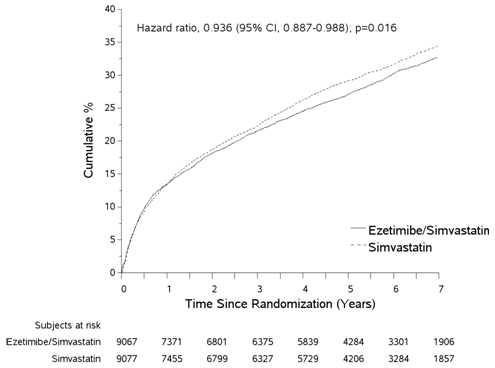 40
Hazard ratio, 0.936 (95% CI, 0.887-0.988); p=0.016
35
30
25
20
15
10
5
0
Cumulative %
Ezetimibe/Simvastatin
Simvastatin
0 1 2 3 4 5 6 7
Time Since Randomization (Years)
Subjects at risk
Ezetimibe/Simvastatin 9067 7371 6801 6375 5839 4284 3301 1906
Simvastatin 9077 7455 6799 6327 5729 4206 3284 1857